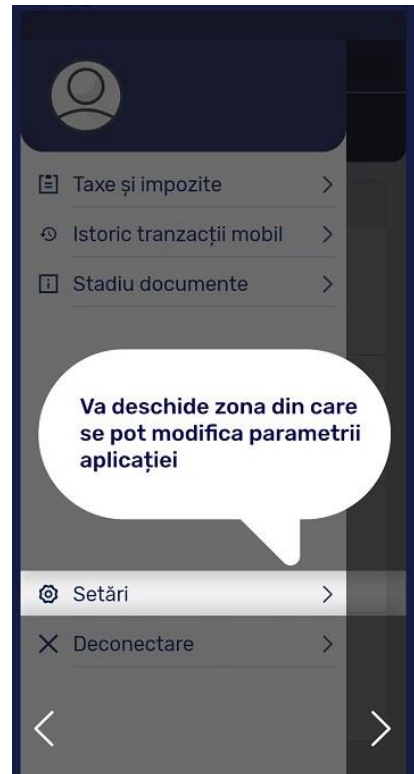 Taxe și impozite
Istoric tranzacții mobil
Stadiu documente
Va deschide zona din care
se pot modifica parametrii
aplicației
Setări
Deconectare